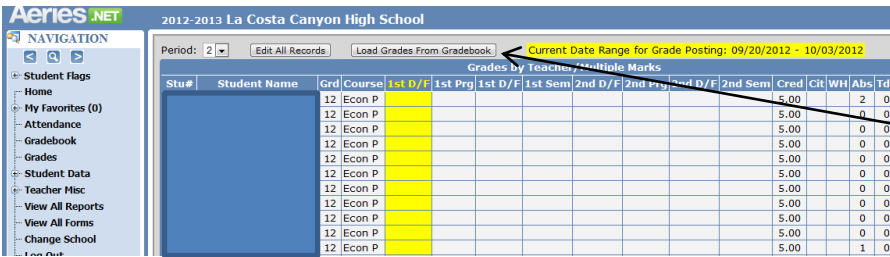 Aeries.NET
2012-2013 La Costa Canyon High School
NAVIGATION
Student Flags
Home
My Favorites (0)
Attendance
Gradebook
Grades
Student Data
Teacher Misc
View All Reports
View All Forms
Change School
Log Out
Period: 2 Edit All Records Load Grades From Gradebook Current Date Range for Grade Posting: 09/20/2012 - 10/03/2012
Grades by Teacher/Multiple Marks
Stu# Student Name Grd Course 1st D/F 1st Prg 1st D/F 1st Sem 2nd D/F 2nd Prg 2nd D/F 2nd Sem Cred Cit WH Abs Td
12 Econ P 5.00 2 0
12 Econ P 5.00 0 0
12 Econ P 5.00 0 0
12 Econ P 5.00 0 0
12 Econ P 5.00 0 0
12 Econ P 5.00 0 0
12 Econ P 5.00 0 0
12 Econ P 5.00 0 0
12 Econ P 5.00 0 0
12 Econ P 5.00 0 0
12 Econ P 5.00 1 0